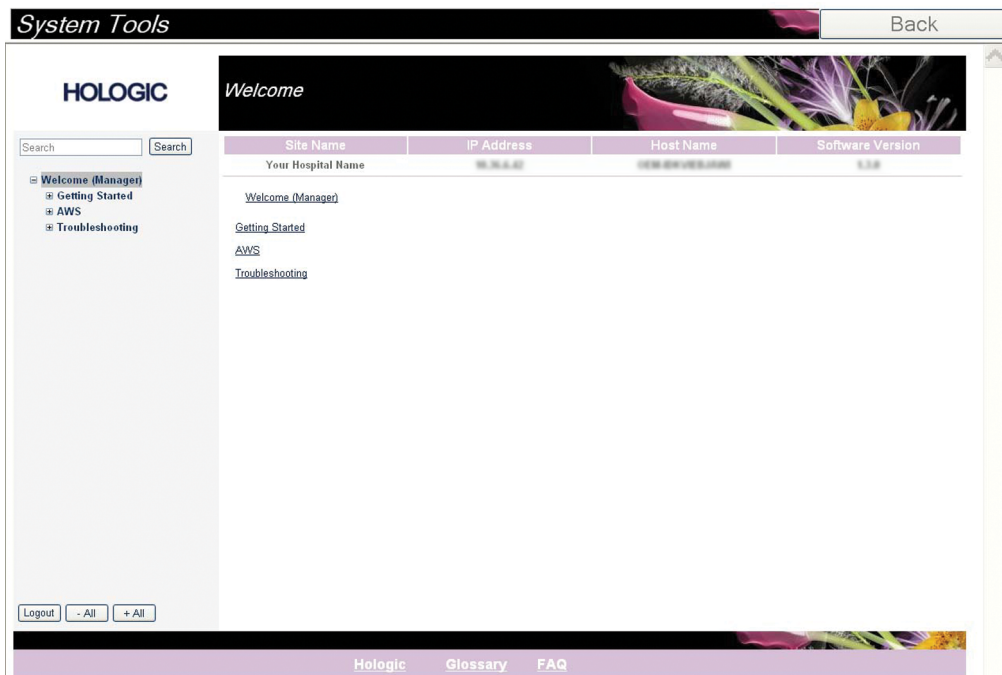 System Tools
Back
HOLOGIC
Welcome
Search
Search
Site Name IP Address Host Name Software Version
Your Hospital Name
Welcome (Manager)
Getting Started
AWS
Troubleshooting
Welcome (Manager)
Getting Started
AWS
Troubleshooting
Logout - All + All
Hologic Glossary FAQ